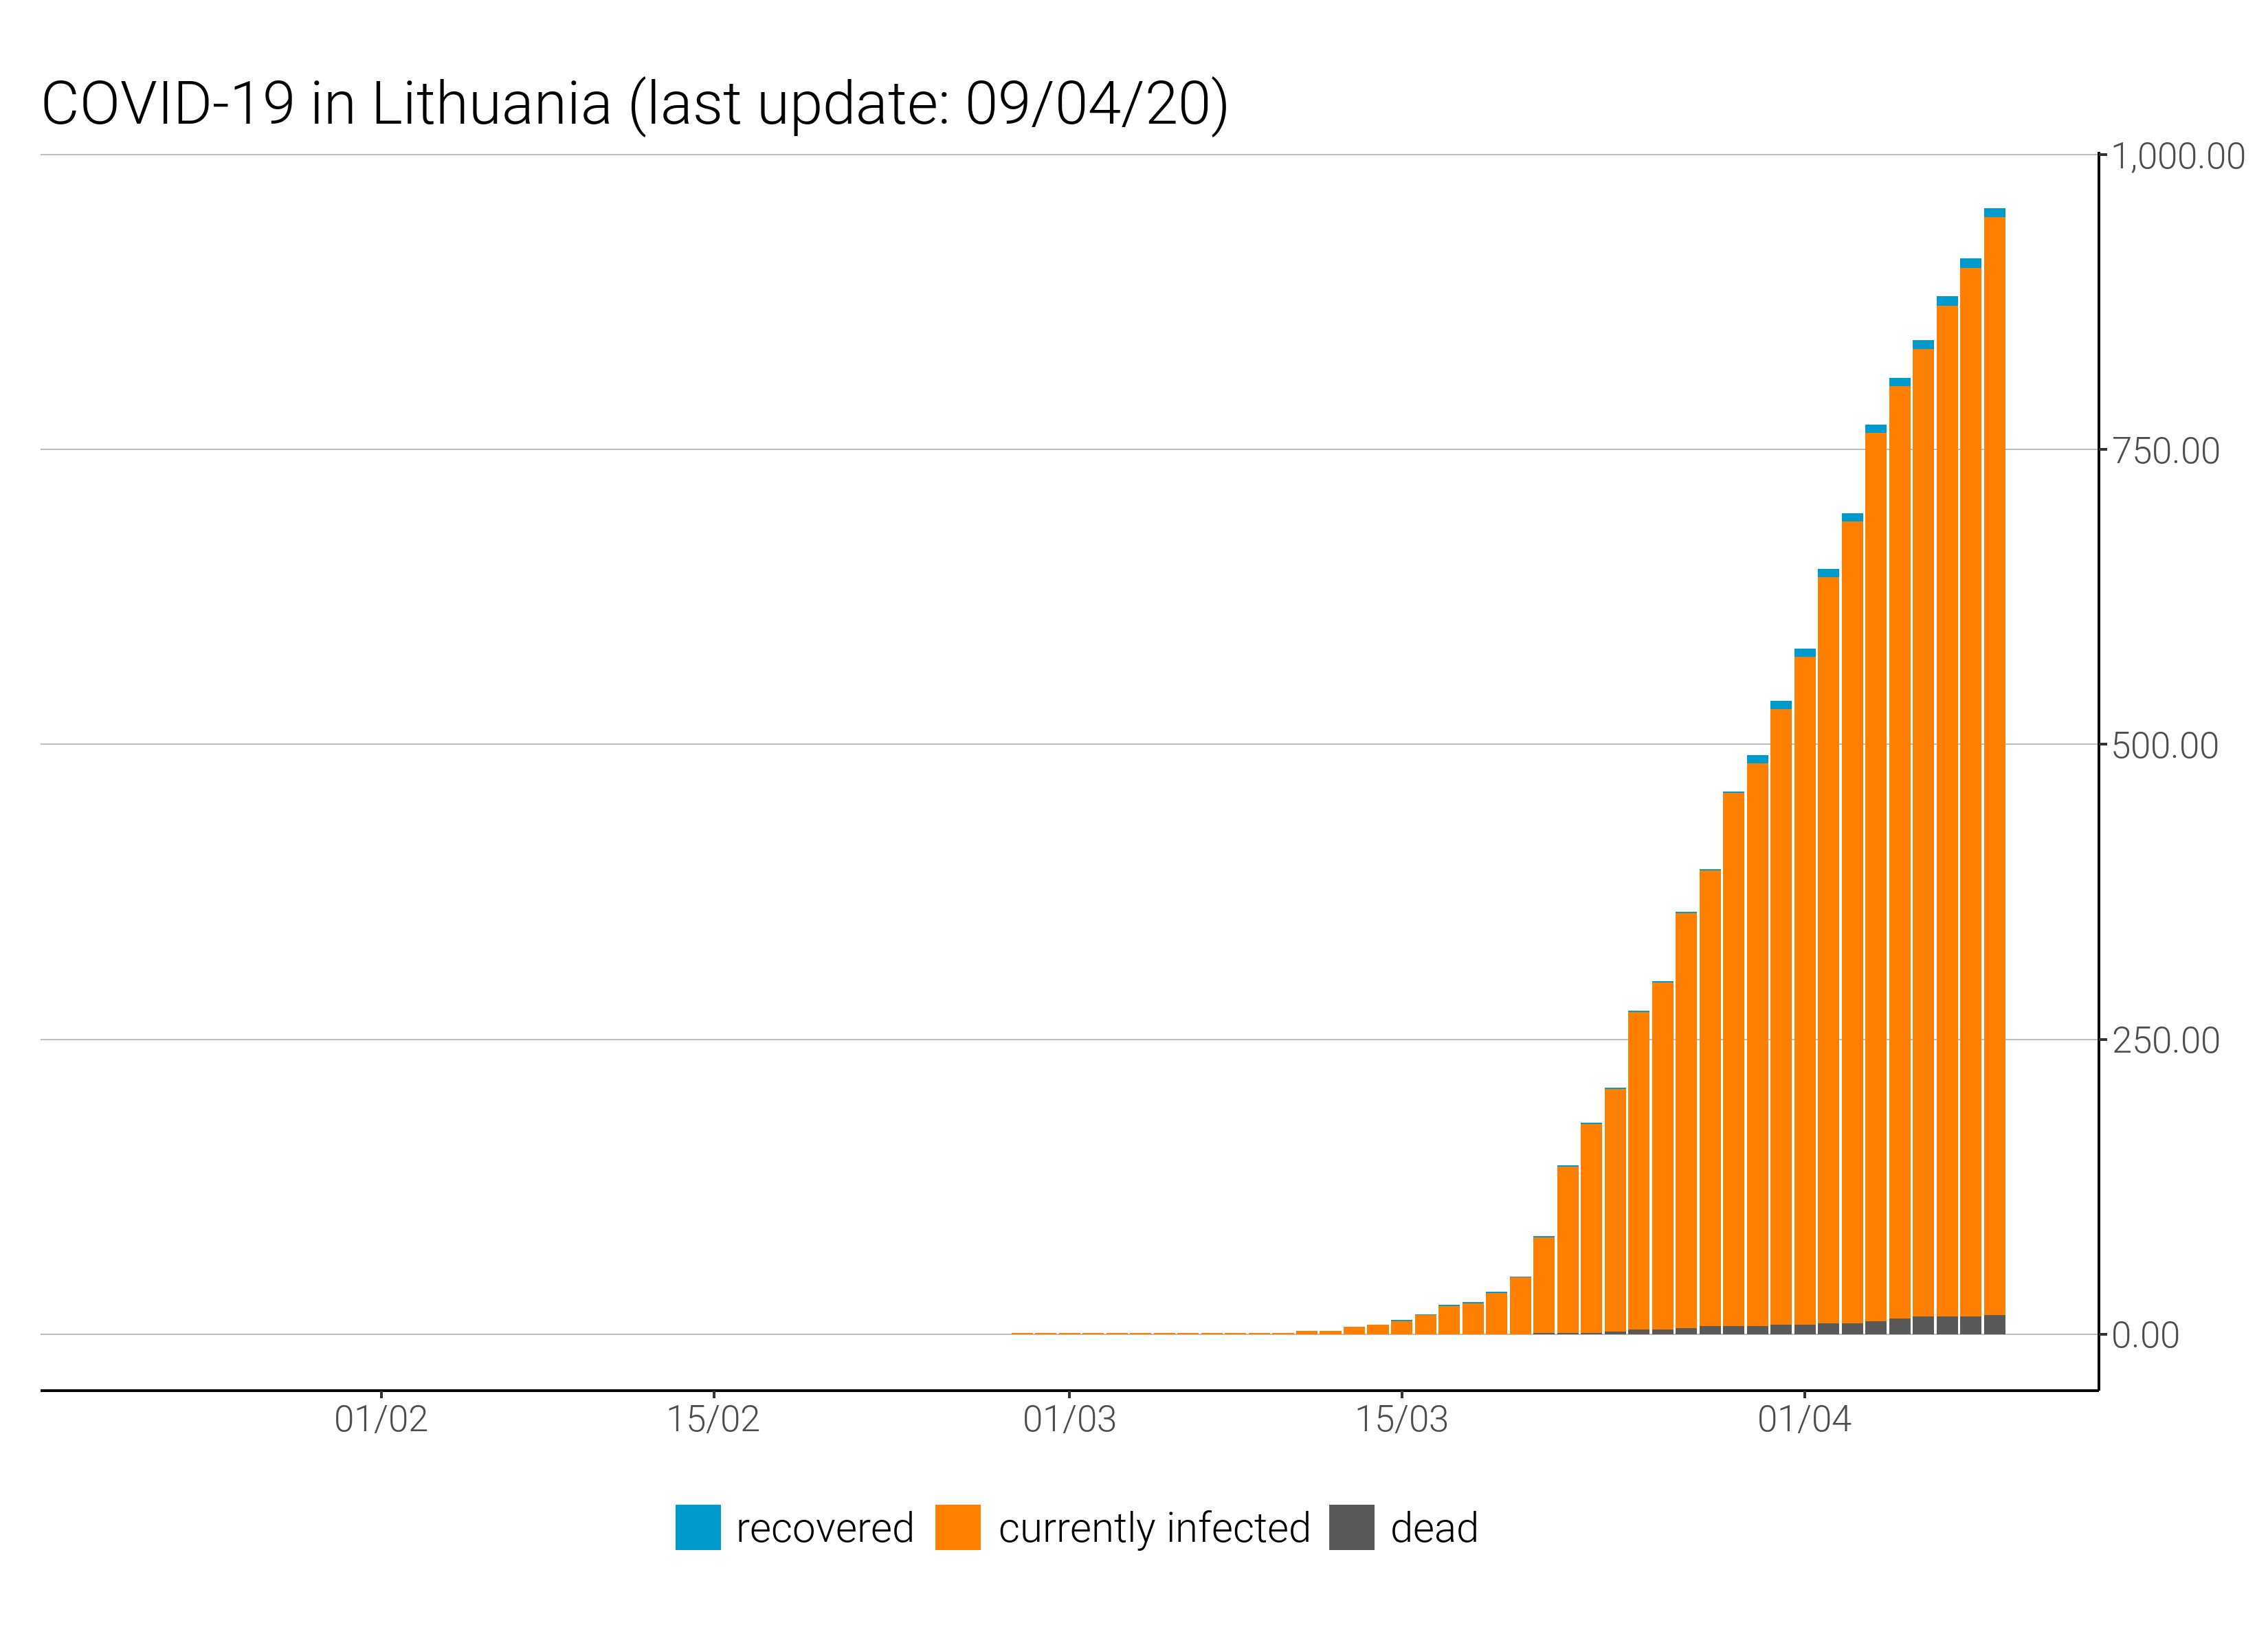 COVID-19 in Lithuania (last update: 09/04/20)
1,000.00
750.00
500.00
250.00
0.00
01/02 15/02 01/03 15/03 01/04
recovered currently infected dead